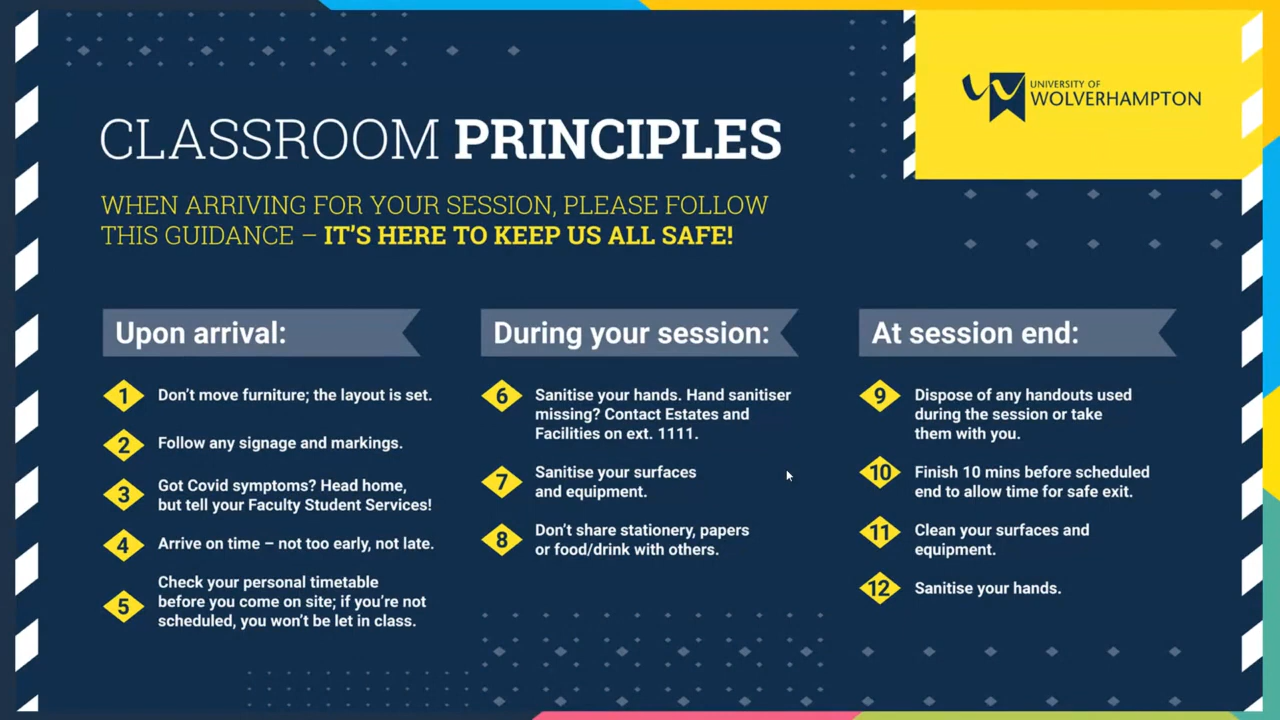 UNIVERSITY OF
WOLVERHAMPTON
CLASSROOM PRINCIPLES
WHEN ARRIVING FOR YOUR SESSION, PLEASE FOLLOW
THIS GUIDANCE – IT'S HERE TO KEEP US ALL SAFE!
Upon arrival:
1 Don't move furniture; the layout is set.
2 Follow any signage and markings.
3 Got Covid symptoms? Head home,
but tell your Faculty Student Services!
4 Arrive on time – not too early, not late.
5 Check your personal timetable
before you come on site; if you're not
scheduled, you won't be let in class.
During your session:
6 Sanitise your hands. Hand sanitiser
missing? Contact Estates and
Facilities on ext. 1111.
7 Sanitise your surfaces
and equipment.
8 Don't share stationery, papers
or food/drink with others.
At session end:
9 Dispose of any handouts used
during the session or take
them with you.
10 Finish 10 mins before scheduled
end to allow time for safe exit.
11 Clean your surfaces and
equipment.
12 Sanitise your hands.